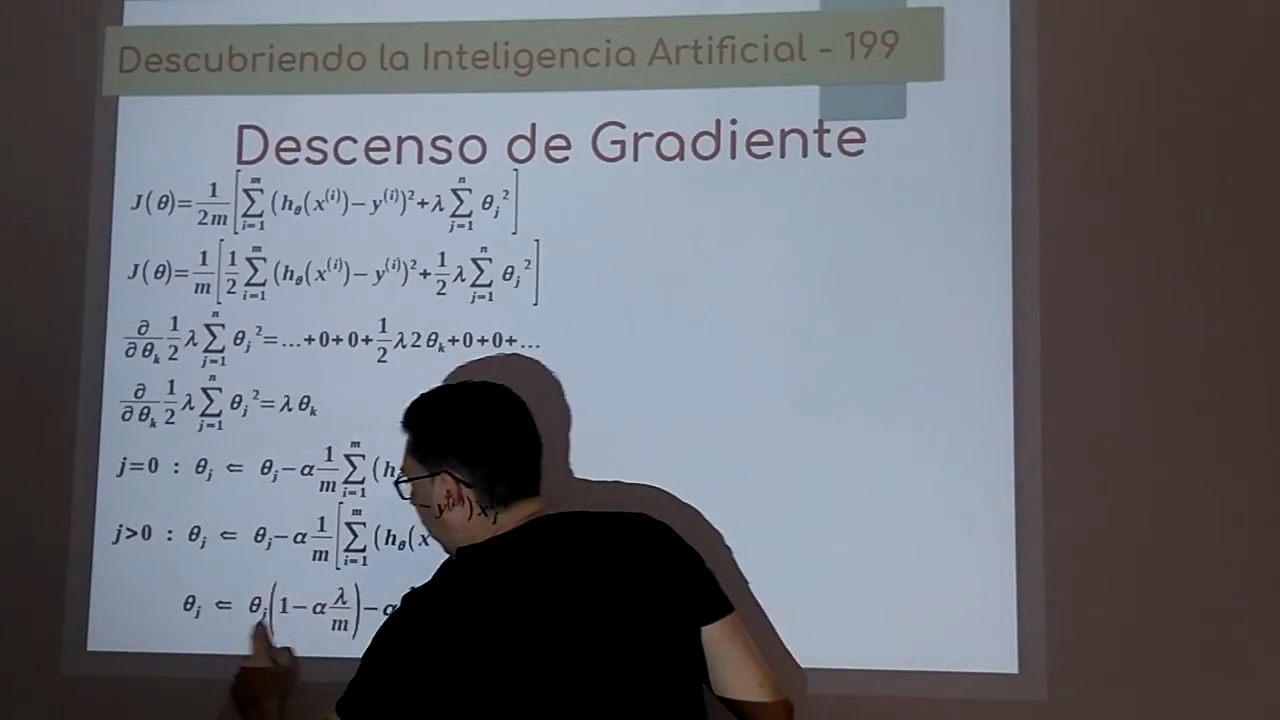 Descubriendo la Inteligencia Artificial - 199
Descenso de Gradiente
J(θ)=1/2m[∑_{i=1}^{m}(h_θ(x^{(i)})−y^{(i)})²+λ∑_{j=1}^{n}θ_j²]
J(θ)=1/m[1/2∑_{i=1}^{m}(h_θ(x^{(i)})−y^{(i)})²+1/2λ∑_{j=1}^{n}θ_j²]
∂/∂θ_k 1/2λ∑_{j=1}^{n}θ_j²=...+0+0+1/2λ2θ_k+0+0+...
∂/∂θ_k 1/2λ∑_{j=1}^{n}θ_j²=λθ_k
j=0 : θ_j ⇐ θ_j−α1/m∑_{i=1}^{m}(h y^{(i)})x_j
j>0 : θ_j ⇐ θ_j−α1/m[∑_{i=1}^{m}(h_θ(x
θ_j ⇐ θ_j(1−αλ/m)−α